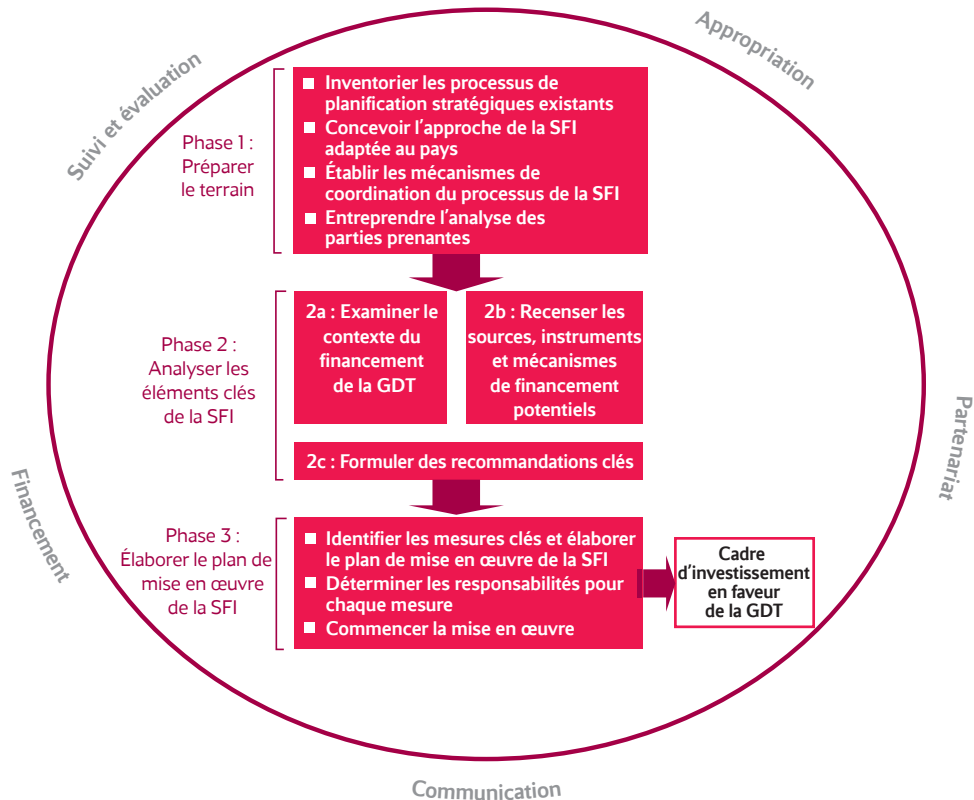 Appropriation
Suivi et évaluation
Phase 1 :
Préparer
le terrain
Inventorier les processus de
planification stratégiques existants
Concevoir l'approche de la SFI
adaptée au pays
Établir les mécanismes de
coordination du processus de la SFI
Entreprendre l'analyse des
parties prenantes
Phase 2 :
Analyser les
éléments clés
de la SFI
2a : Examiner le
contexte du
financement
de la GDT
2b : Recenser les
sources, instruments
et mécanismes
de financement
potentiels
2c : Formuler des recommandations clés
Partenariat
Financement
Phase 3 :
Élaborer le plan de
mise en œuvre
de la SFI
Identifier les mesures clés et élaborer
le plan de mise en œuvre de la SFI
Déterminer les responsabilités pour
chaque mesure
Commencer la mise en œuvre
Cadre
d'investissement
en faveur
de la GDT
Communication